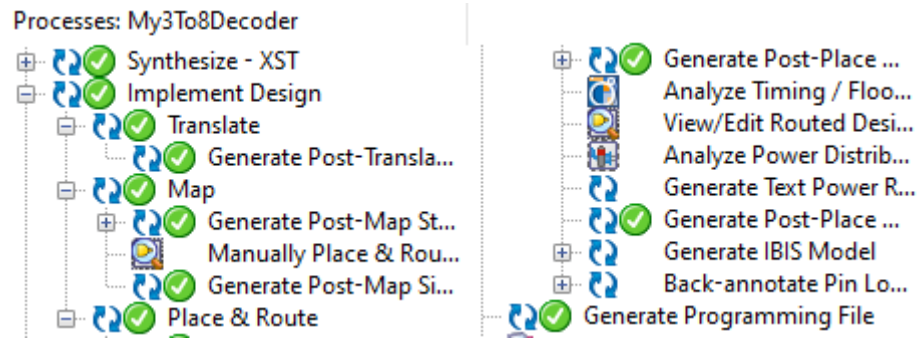 Processes: My3To8Decoder
Synthesize - XST
Implement Design
Translate
Generate Post-Transla...
Map
Generate Post-Map St...
Manually Place & Rou...
Generate Post-Map Si...
Place & Route
Generate Post-Place ...
Analyze Timing / Floo...
View/Edit Routed Desi...
Analyze Power Distrib...
Generate Text Power R...
Generate Post-Place ...
Generate IBIS Model
Back-annotate Pin Lo...
Generate Programming File